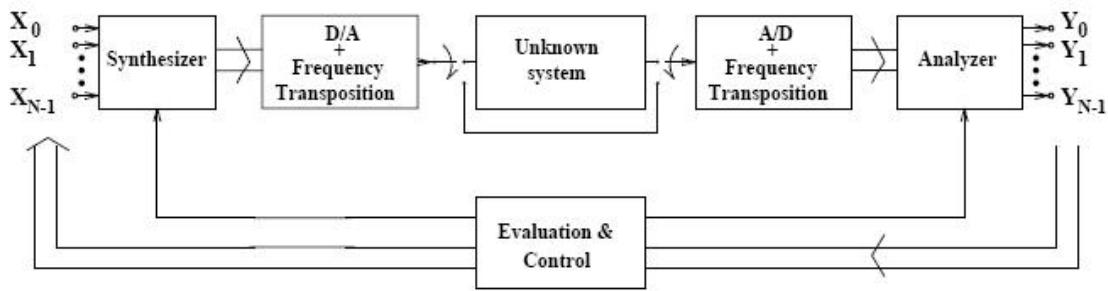 X0
X1
XN-1
Synthesizer
D/A
+
Frequency
Transposition
Unknown
system
A/D
+
Frequency
Transposition
Analyzer
Y0
Y1
YN-1
Evaluation &
Control